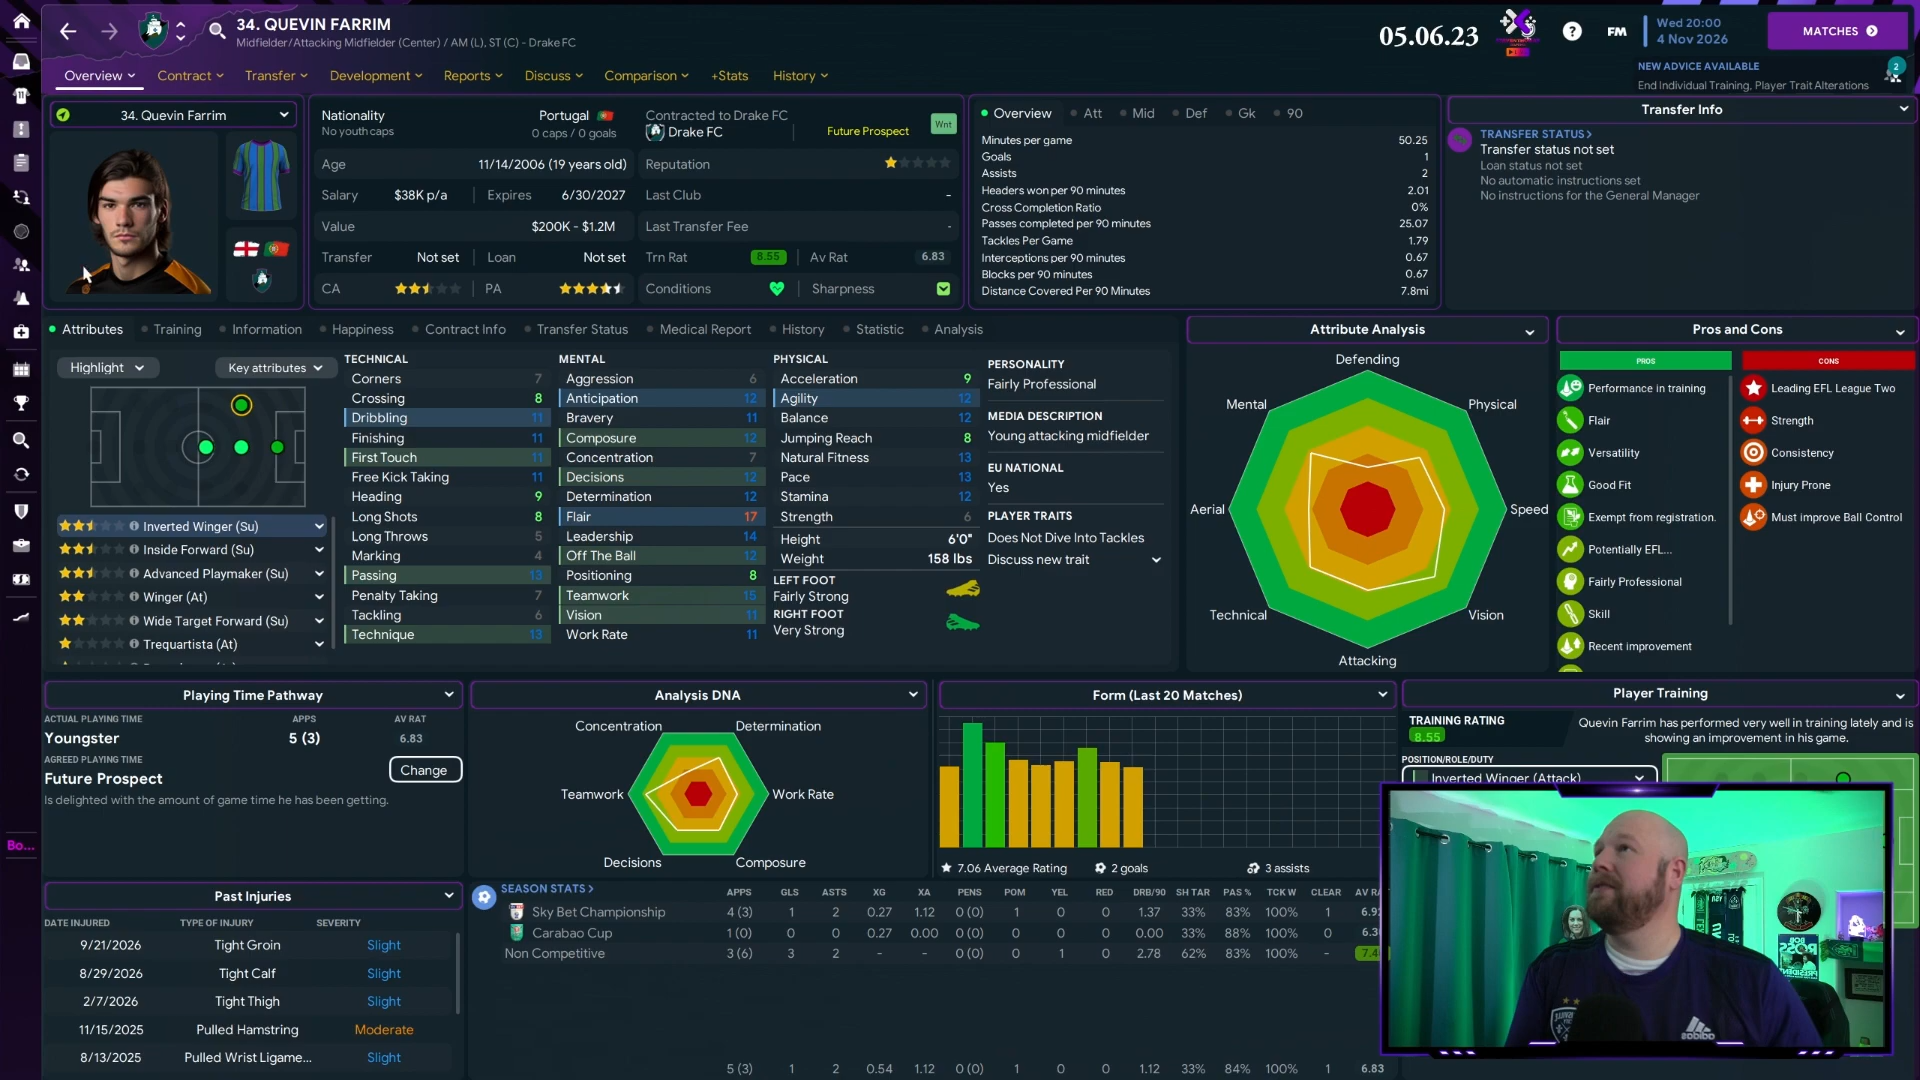 34. QUEVIN FARRIM
Midfielder/Attacking Midfielder (Center) / AM (L), ST (C) - Drake FC
05.06.23
FM
Wed 20:00
4 Nov 2026
MATCHES
NEW ADVICE AVAILABLE
End Individual Training, Player Trait Alterations
2
Overview
Contract
Transfer
Development
Reports
Discuss
Comparison
+Stats
History
34. Quevin Farrim
Nationality
No youth caps
Portugal
0 caps / 0 goals
Age
11/14/2006 (19 years old)
Salary
$38K p/a
Expires
6/30/2027
Value
$200K - $1.2M
Transfer
Not set
Loan
Not set
CA
PA
Contracted to Drake FC
Drake FC
Future Prospect
Wnt
Reputation
Last Club
-
Last Transfer Fee
-
Trn Rat
8.55
Av Rat
6.83
Conditions
Sharpness
Overview
Att
Mid
Def
Gk
90
Minutes per game 50.25
Goals 1
Assists 2
Headers won per 90 minutes 2.01
Cross Completion Ratio 0%
Passes completed per 90 minutes 25.07
Tackles Per Game 1.79
Interceptions per 90 minutes 0.67
Blocks per 90 minutes 0.67
Distance Covered Per 90 Minutes 7.8mi
Transfer Info
TRANSFER STATUS>
Transfer status not set
Loan status not set
No automatic instructions set
No instructions for the General Manager
Attributes
Training
Information
Happiness
Contract Info
Transfer Status
Medical Report
History
Statistic
Analysis
Highlight
Key attributes
Inverted Winger (Su)
Inside Forward (Su)
Advanced Playmaker (Su)
Winger (At)
Wide Target Forward (Su)
Trequartista (At)
TECHNICAL
Corners 7
Crossing 8
Dribbling 11
Finishing 11
First Touch 11
Free Kick Taking 11
Heading 9
Long Shots 8
Long Throws 5
Marking 4
Passing 13
Penalty Taking 7
Tackling 6
Technique 13
MENTAL
Aggression 6
Anticipation 12
Bravery 11
Composure 12
Concentration 7
Decisions 12
Determination 12
Flair 17
Leadership 14
Off The Ball 12
Positioning 8
Teamwork 15
Vision 11
Work Rate 11
PHYSICAL
Acceleration 9
Agility 12
Balance 12
Jumping Reach 8
Natural Fitness 13
Pace 13
Stamina 12
Strength 6
Height 6'0"
Weight 158 lbs
LEFT FOOT
Fairly Strong
RIGHT FOOT
Very Strong
PERSONALITY
Fairly Professional
MEDIA DESCRIPTION
Young attacking midfielder
EU NATIONAL
Yes
PLAYER TRAITS
Does Not Dive Into Tackles
Discuss new trait
Attribute Analysis
Defending
Physical
Speed
Vision
Attacking
Technical
Aerial
Mental
Pros and Cons
PROS
CONS
Performance in training
Flair
Versatility
Good Fit
Exempt from registration.
Potentially EFL...
Fairly Professional
Skill
Recent improvement
Leading EFL League Two
Strength
Consistency
Injury Prone
Must improve Ball Control
Bo...
Playing Time Pathway
ACTUAL PLAYING TIME
APPS
AV RAT
Youngster
5 (3)
6.83
AGREED PLAYING TIME
Future Prospect
Change
Is delighted with the amount of game time he has been getting.
Analysis DNA
Concentration
Determination
Teamwork
Work Rate
Decisions
Composure
Form (Last 20 Matches)
7.06 Average Rating
2 goals
3 assists
Player Training
TRAINING RATING
8.55
Quevin Farrim has performed very well in training lately and is
showing an improvement in his game.
POSITION/ROLE/DUTY
Inverted Winger (Attack)
Past Injuries
DATE INJURED TYPE OF INJURY SEVERITY
9/21/2026 Tight Groin Slight
8/29/2026 Tight Calf Slight
2/7/2026 Tight Thigh Slight
11/15/2025 Pulled Hamstring Moderate
8/13/2025 Pulled Wrist Ligame... Slight
SEASON STATS> APPS GLS ASTS XG XA PENS POM YEL RED DRB/90 SH TAR PAS % TCK W CLEAR AV RA
Sky Bet Championship 4 (3) 1 2 0.27 1.12 0 (0) 1 0 0 1.37 33% 83% 100% 1 6.92
Carabao Cup 1 (0) 0 0 0.27 0.00 0 (0) 0 0 0 0.00 33% 88% 100% 0 6.3
Non Competitive 3 (6) 3 2 - - 0 (0) 0 1 0 2.78 62% 83% 100% - 7.4
5 (3) 1 2 0.54 1.12 0 (0) 1 0 0 1.12 33% 84% 100% 1 6.83
BOB
ROSS
adidas